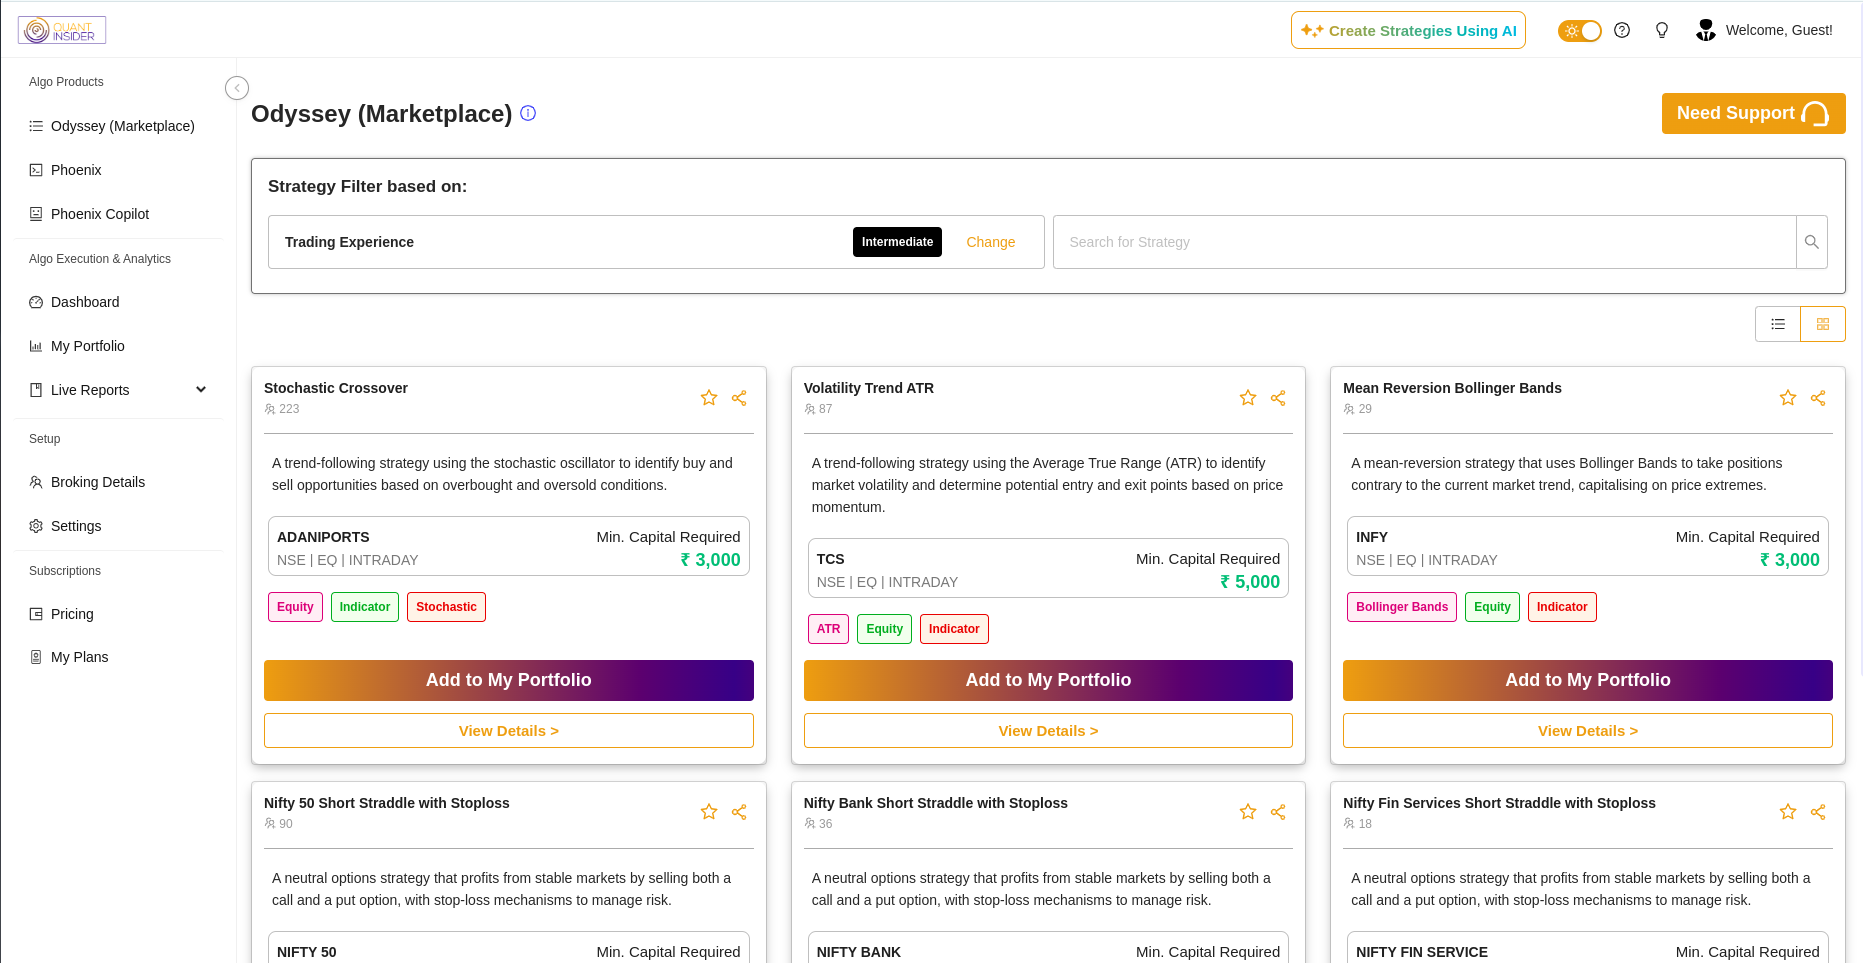 QUANT
INSIDER
Create Strategies Using AI
Welcome, Guest!
Algo Products
Odyssey (Marketplace)
Phoenix
Phoenix Copilot
Algo Execution & Analytics
Dashboard
My Portfolio
Live Reports
Setup
Broking Details
Settings
Subscriptions
Pricing
My Plans
Odyssey (Marketplace)
Need Support
Strategy Filter based on:
Trading Experience
Intermediate
Change
Search for Strategy
Stochastic Crossover
223
A trend-following strategy using the stochastic oscillator to identify buy and
sell opportunities based on overbought and oversold conditions.
ADANIPORTS
Min. Capital Required
NSE | EQ | INTRADAY
₹ 3,000
Equity
Indicator
Stochastic
Add to My Portfolio
View Details >
Volatility Trend ATR
87
A trend-following strategy using the Average True Range (ATR) to identify
market volatility and determine potential entry and exit points based on price
momentum.
TCS
Min. Capital Required
NSE | EQ | INTRADAY
₹ 5,000
ATR
Equity
Indicator
Add to My Portfolio
View Details >
Mean Reversion Bollinger Bands
29
A mean-reversion strategy that uses Bollinger Bands to take positions
contrary to the current market trend, capitalising on price extremes.
INFY
Min. Capital Required
NSE | EQ | INTRADAY
₹ 3,000
Bollinger Bands
Equity
Indicator
Add to My Portfolio
View Details >
Nifty 50 Short Straddle with Stoploss
90
A neutral options strategy that profits from stable markets by selling both a
call and a put option, with stop-loss mechanisms to manage risk.
NIFTY 50
Min. Capital Required
Nifty Bank Short Straddle with Stoploss
36
A neutral options strategy that profits from stable markets by selling both a
call and a put option, with stop-loss mechanisms to manage risk.
NIFTY BANK
Min. Capital Required
Nifty Fin Services Short Straddle with Stoploss
18
A neutral options strategy that profits from stable markets by selling both a
call and a put option, with stop-loss mechanisms to manage risk.
NIFTY FIN SERVICE
Min. Capital Required